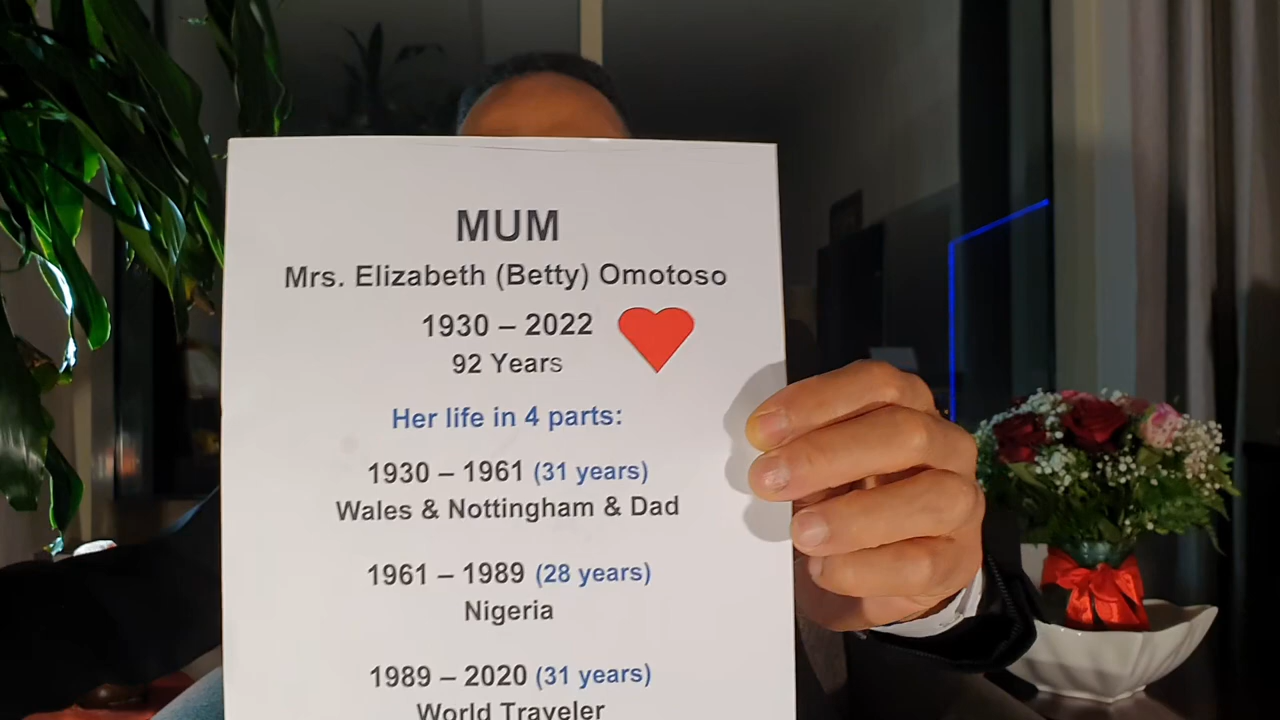 MUM
Mrs. Elizabeth (Betty) Omotoso
1930 – 2022
92 Years
Her life in 4 parts:
1930 – 1961 (31 years)
Wales & Nottingham & Dad
1961 – 1989 (28 years)
Nigeria
1989 – 2020 (31 years)
World Traveler